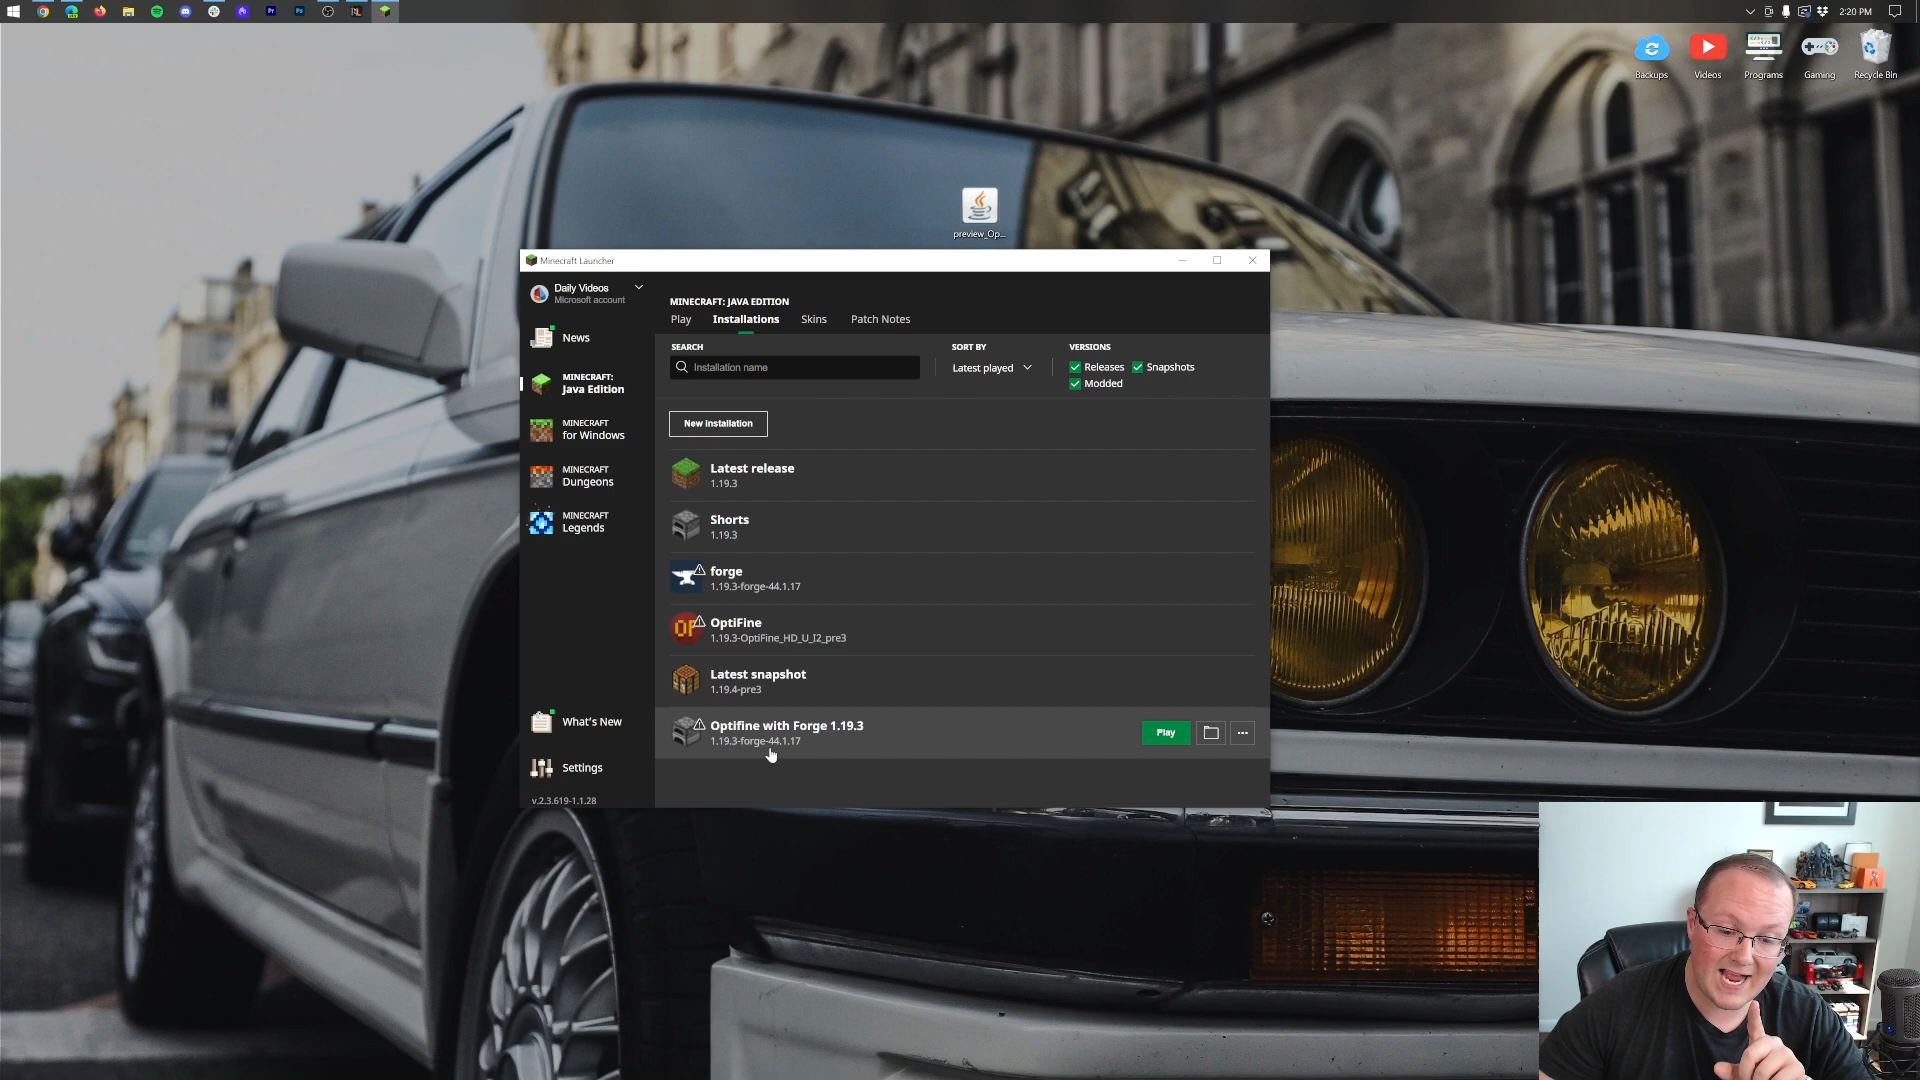 2:20 PM
Backups
Videos
Programs
Gaming
Recycle Bin
preview_Op...
Minecraft Launcher
Daily Videos
Microsoft account
News
MINECRAFT:
Java Edition
MINECRAFT
for Windows
MINECRAFT
Dungeons
MINECRAFT
Legends
What's New
Settings
v.2.3.619-1.1.28
MINECRAFT: JAVA EDITION
Play
Installations
Skins
Patch Notes
SEARCH
Installation name
SORT BY
Latest played
VERSIONS
Releases
Snapshots
Modded
New installation
Latest release
1.19.3
Shorts
1.19.3
forge
1.19.3-forge-44.1.17
OptiFine
1.19.3-OptiFine_HD_U_I2_pre3
Latest snapshot
1.19.4-pre3
Optifine with Forge 1.19.3
1.19.3-forge-44.1.17
Play